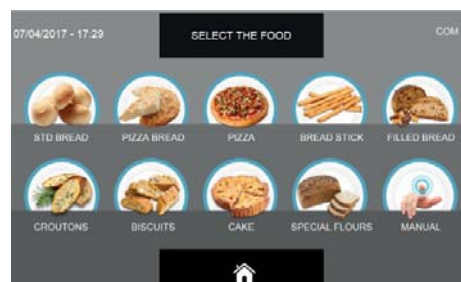 07/04/2017 - 17.29
SELECT THE FOOD
COM
STD BREAD
PIZZA BREAD
PIZZA
BREAD STICK
FILLED BREAD
CROUTONS
BISCUITS
CAKE
SPECIAL FLOURS
MANUAL